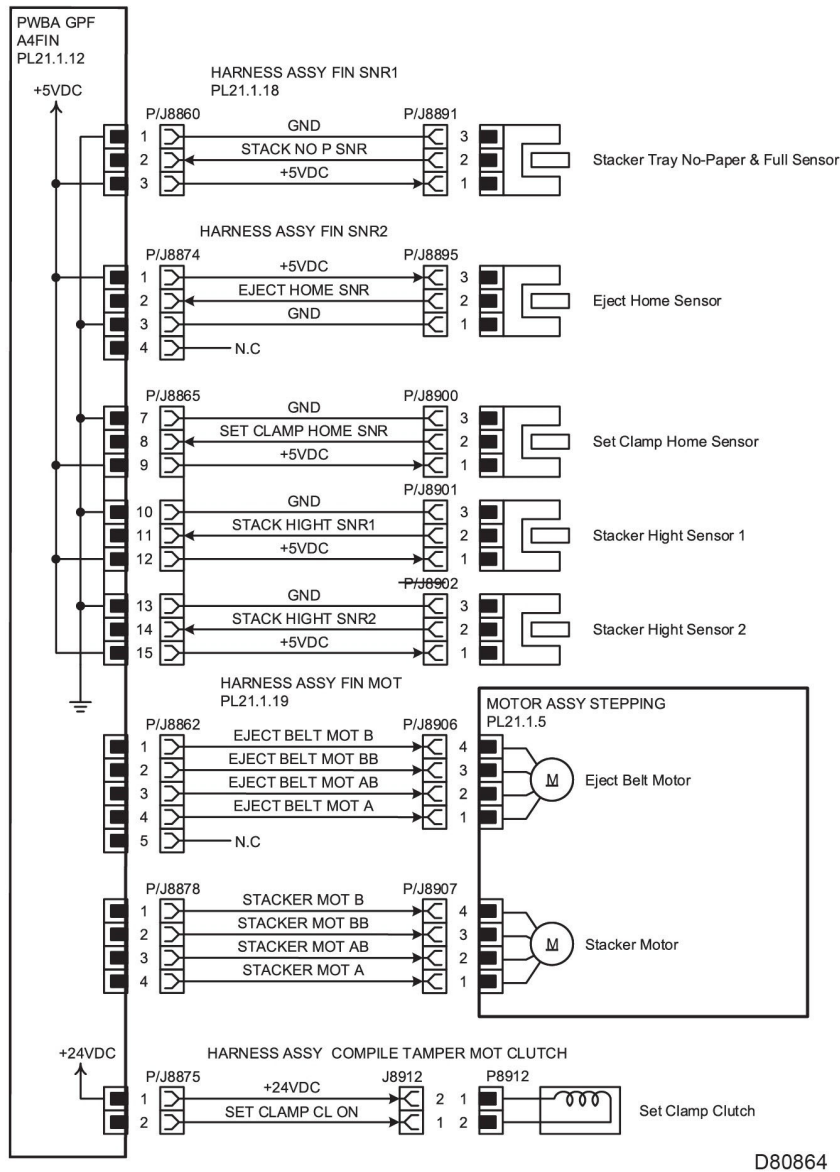 PWBA GPF
A4FIN
PL21.1.12
+5VDC
HARNESS ASSY FIN SNR1
PL21.1.18
P/J8860 P/J8891
1 GND 3
2 STACK NO P SNR 2 Stacker Tray No-Paper & Full Sensor
3 +5VDC 1
HARNESS ASSY FIN SNR2
P/J8874 P/J8895
1 +5VDC 3
2 EJECT HOME SNR 2 Eject Home Sensor
3 GND 1
4 N.C
P/J8865 P/J8900
7 GND 3
8 SET CLAMP HOME SNR 2 Set Clamp Home Sensor
9 +5VDC 1
P/J8901
10 GND 3
11 STACK HIGHT SNR1 2 Stacker Hight Sensor 1
12 +5VDC 1
P/J8902
13 GND 3
14 STACK HIGHT SNR2 2 Stacker Hight Sensor 2
15 +5VDC 1
HARNESS ASSY FIN MOT
PL21.1.19
MOTOR ASSY STEPPING
PL21.1.5
P/J8862 P/J8906
1 EJECT BELT MOT B 4
2 EJECT BELT MOT BB 3
M Eject Belt Motor
3 EJECT BELT MOT AB 2
4 EJECT BELT MOT A 1
5 N.C
P/J8878 P/J8907
1 STACKER MOT B 4
2 STACKER MOT BB 3
M Stacker Motor
3 STACKER MOT AB 2
4 STACKER MOT A 1
+24VDC
HARNESS ASSY COMPILE TAMPER MOT CLUTCH
P/J8875 J8912 P8912
1 +24VDC 2 1
2 SET CLAMP CL ON 1 2
Set Clamp Clutch
D80864